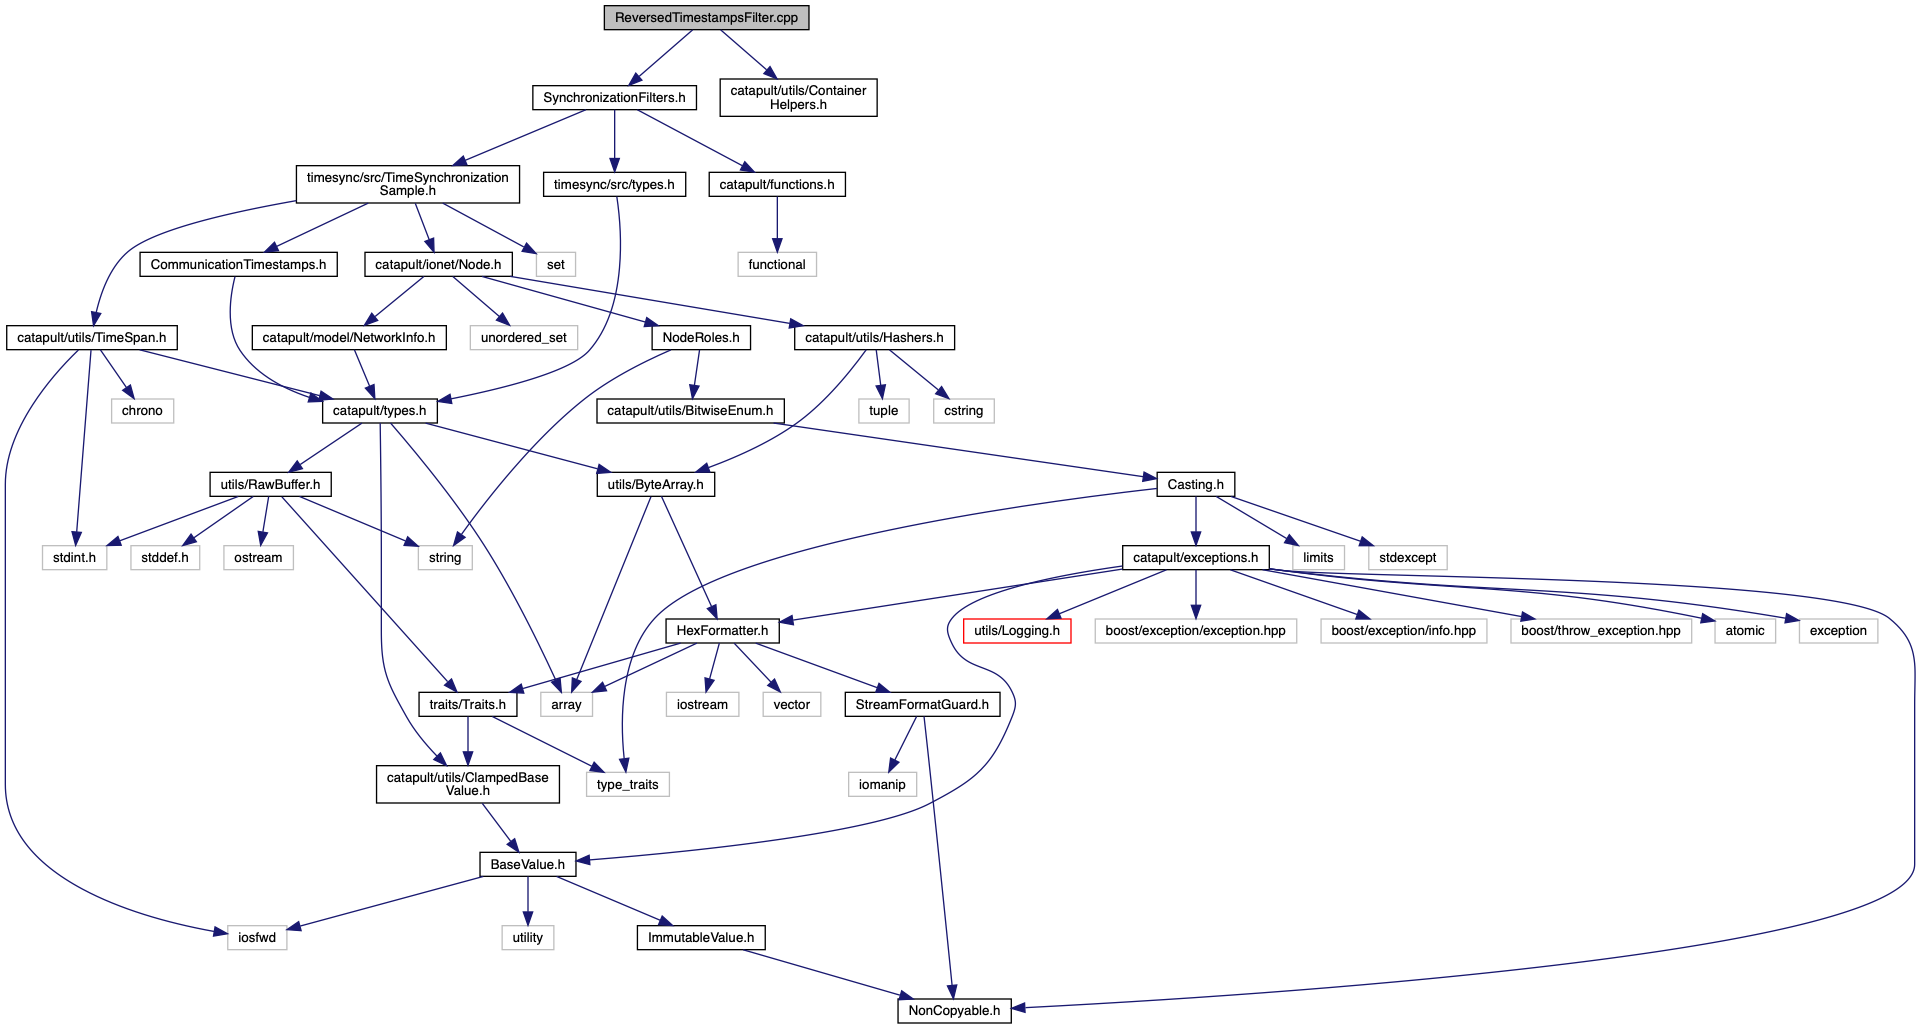 ReversedTimestampsFilter.cpp
SynchronizationFilters.h
catapult/utils/Container
Helpers.h
timesync/src/TimeSynchronization
Sample.h
timesync/src/types.h
catapult/functions.h
CommunicationTimestamps.h
catapult/ionet/Node.h
set
functional
catapult/utils/TimeSpan.h
catapult/model/NetworkInfo.h
unordered_set
NodeRoles.h
catapult/utils/Hashers.h
chrono
catapult/types.h
catapult/utils/BitwiseEnum.h
tuple
cstring
utils/RawBuffer.h
utils/ByteArray.h
Casting.h
stdint.h
stddef.h
ostream
string
catapult/exceptions.h
limits
stdexcept
HexFormatter.h
utils/Logging.h
boost/exception/exception.hpp
boost/exception/info.hpp
boost/throw_exception.hpp
atomic
exception
traits/Traits.h
array
iostream
vector
StreamFormatGuard.h
catapult/utils/ClampedBase
Value.h
type_traits
iomanip
BaseValue.h
iosfwd
utility
ImmutableValue.h
NonCopyable.h